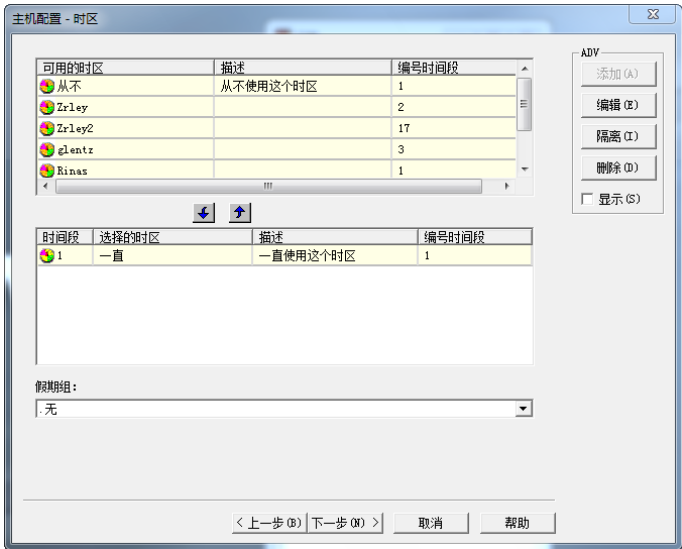 主机配置 - 时区
ADV
可用的时区 描述 编号时间段
从不 从不使用这个时区 1
Zrley 2
Zrley2 17
glentz 3
Rinas 1
添加(A)
编辑(E)
隔离(I)
删除(D)
显示(S)
时间段 选择的时区 描述 编号时间段
1 一直 一直使用这个时区 1
假期组:
.无
< 上一步(B) 下一步(N) > 取消 帮助